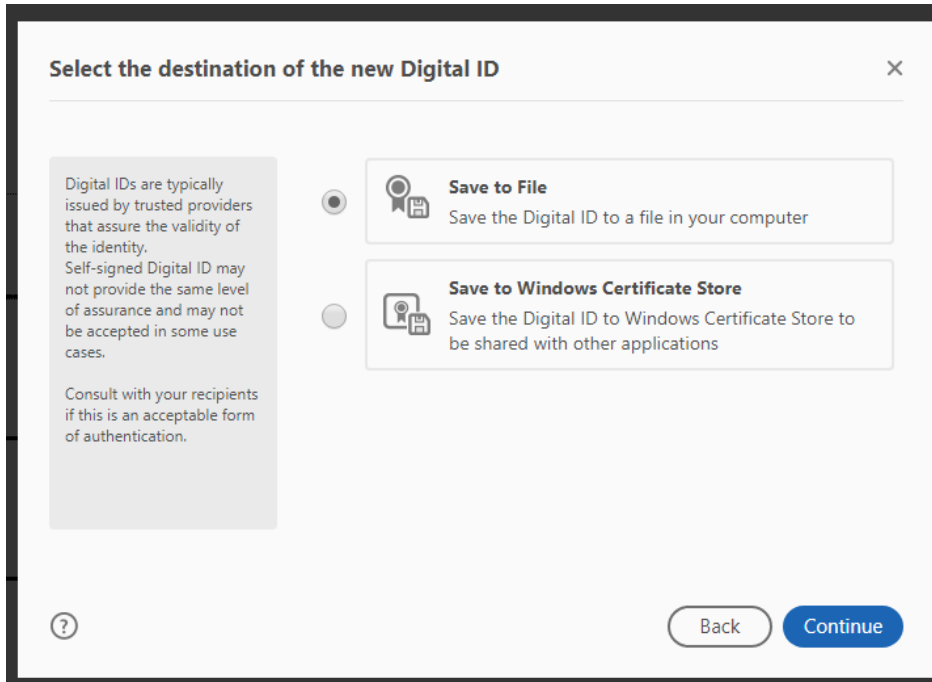 Select the destination of the new Digital ID
Digital IDs are typically
issued by trusted providers
that assure the validity of
the identity.
Self-signed Digital ID may
not provide the same level
of assurance and may not
be accepted in some use
cases.
Consult with your recipients
if this is an acceptable form
of authentication.
Save to File
Save the Digital ID to a file in your computer
Save to Windows Certificate Store
Save the Digital ID to Windows Certificate Store to
be shared with other applications
?
Back
Continue